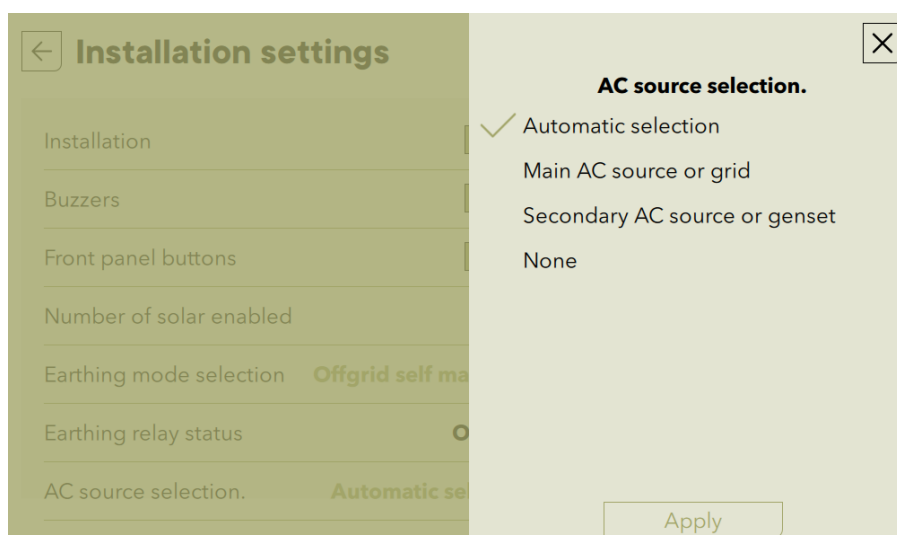 Installation settings
Installation
Buzzers
Front panel buttons
Number of solar enabled
Earthing mode selection Offgrid self ma
Earthing relay status O
AC source selection. Automatic sel
AC source selection.
Automatic selection
Main AC source or grid
Secondary AC source or genset
None
Apply